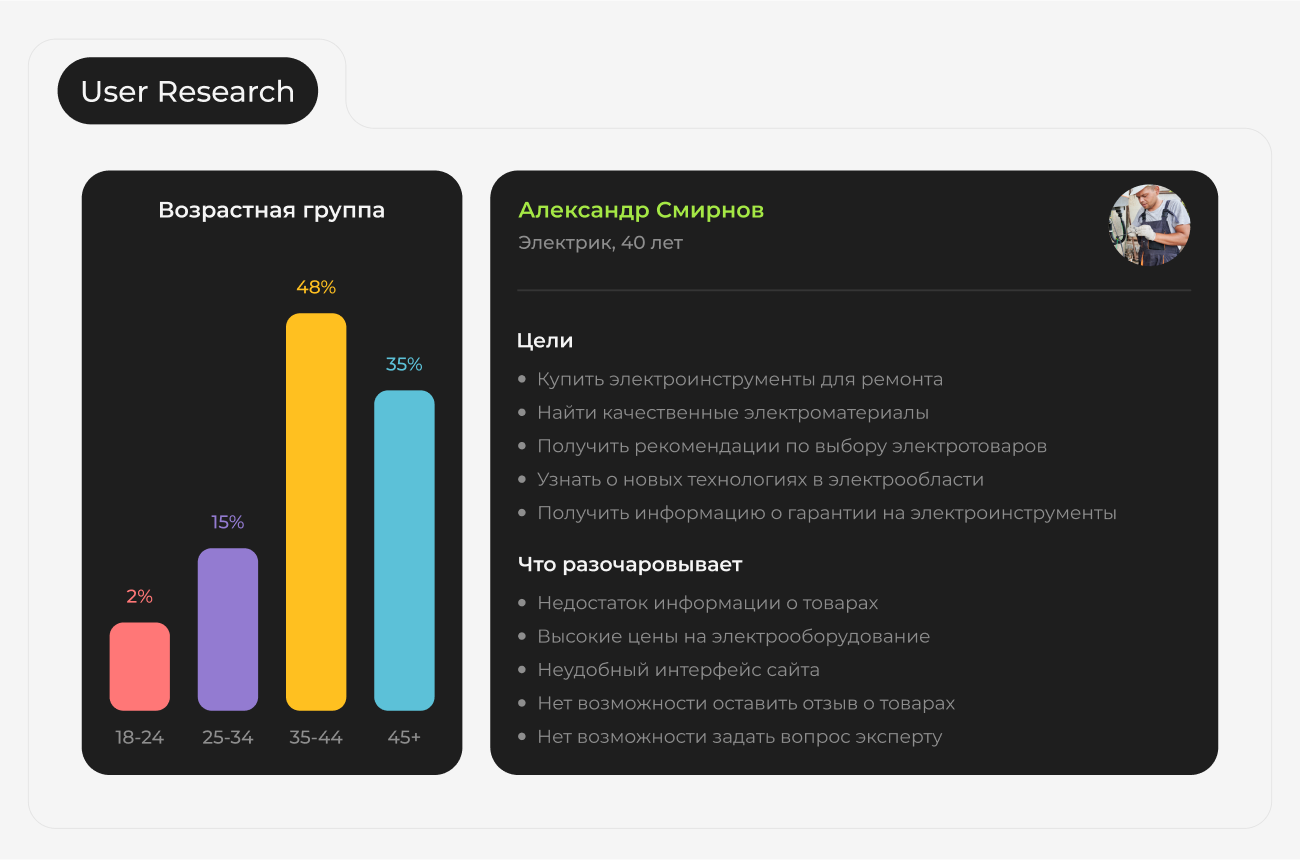 User Research
Возрастная группа
48%
35%
15%
2%
18-24
25-34
35-44
45+
Александр Смирнов
Электрик, 40 лет
Цели
Купить электроинструменты для ремонта
Найти качественные электроматериалы
Получить рекомендации по выбору электротоваров
Узнать о новых технологиях в электрообласти
Получить информацию о гарантии на электроинструменты
Что разочаровывает
Недостаток информации о товарах
Высокие цены на электрооборудование
Неудобный интерфейс сайта
Нет возможности оставить отзыв о товарах
Нет возможности задать вопрос эксперту